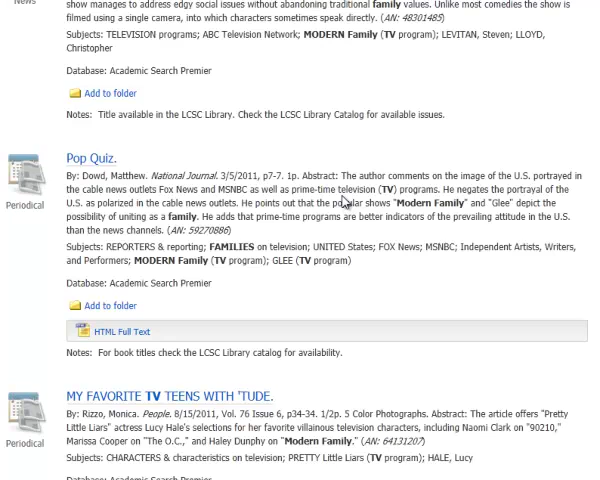 News
show manages to address edgy social issues without abandoning traditional family values. Unlike most comedies the show is
filmed using a single camera, into which characters sometimes speak directly. (AN: 48301485)
Subjects: TELEVISION programs; ABC Television Network; MODERN Family (TV program); LEVITAN, Steven; LLOYD,
Christopher
Database: Academic Search Premier
Add to folder
Notes: Title available in the LCSC Library. Check the LCSC Library Catalog for available issues.
Pop Quiz.
By: Dowd, Matthew. National Journal. 3/5/2011, p7-7. 1p. Abstract: The author comments on the image of the U.S. portrayed in
the cable news outlets Fox News and MSNBC as well as prime-time television (TV) programs. He negates the portrayal of the
U.S. as polarized in the cable news outlets. He points out that the popular shows "Modern Family" and "Glee" depict the
possibility of uniting as a family. He adds that prime-time programs are better indicators of the prevailing attitude in the U.S.
than the news channels. (AN: 59270886)
Periodical
Subjects: REPORTERS & reporting; FAMILIES on television; UNITED States; FOX News; MSNBC; Independent Artists, Writers,
and Performers; MODERN Family (TV program); GLEE (TV program)
Database: Academic Search Premier
Add to folder
HTML Full Text
Notes: For book titles check the LCSC Library catalog for availability.
MY FAVORITE TV TEENS WITH 'TUDE.
By: Rizzo, Monica. People. 8/15/2011, Vol. 76 Issue 6, p34-34. 1/2p. 5 Color Photographs. Abstract: The article offers "Pretty
Little Liars" actress Lucy Hale's selections for her favorite villainous television characters, including Naomi Clark on "90210,"
Marissa Cooper on "The O.C.," and Haley Dunphy on "Modern Family." (AN: 64131207)
Periodical
Subjects: CHARACTERS & characteristics on television; PRETTY Little Liars (TV program); HALE, Lucy
Database: Academic Search Premier